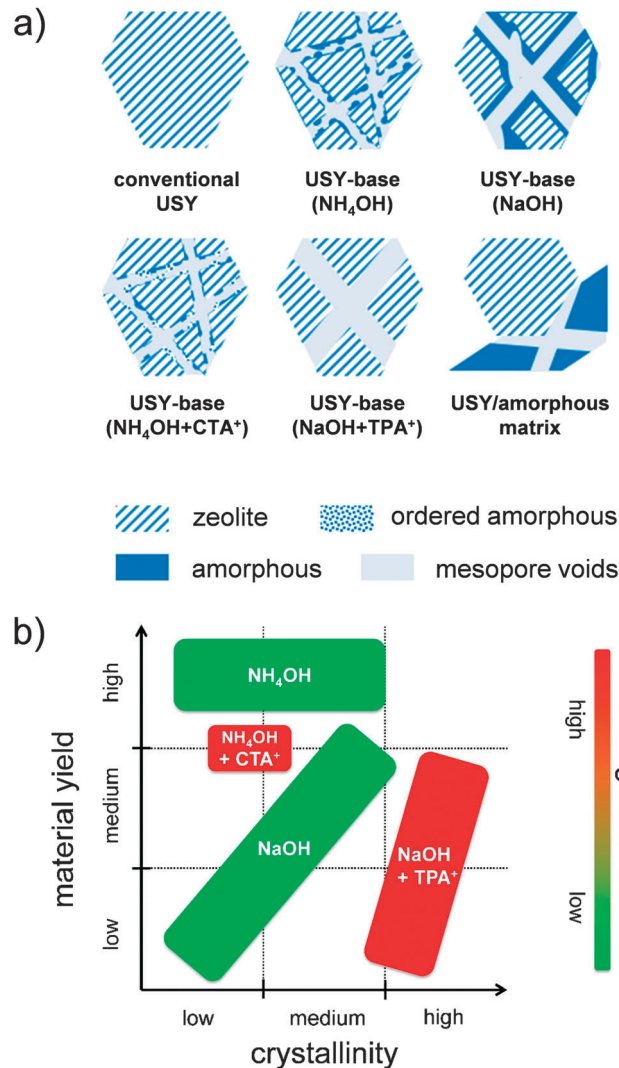 a)
conventional
USY
USY-base
(NH₄OH)
USY-base
(NaOH)
USY-base
(NH₄OH+CTA⁺)
USY-base
(NaOH+TPA⁺)
USY/amorphous
matrix
zeolite
ordered amorphous
amorphous
mesopore voids
b)
material yield
high
medium
low
NH₄OH
NH₄OH
+ CTA⁺
NaOH
NaOH
+ TPA⁺
high
low
low
medium
high
crystallinity